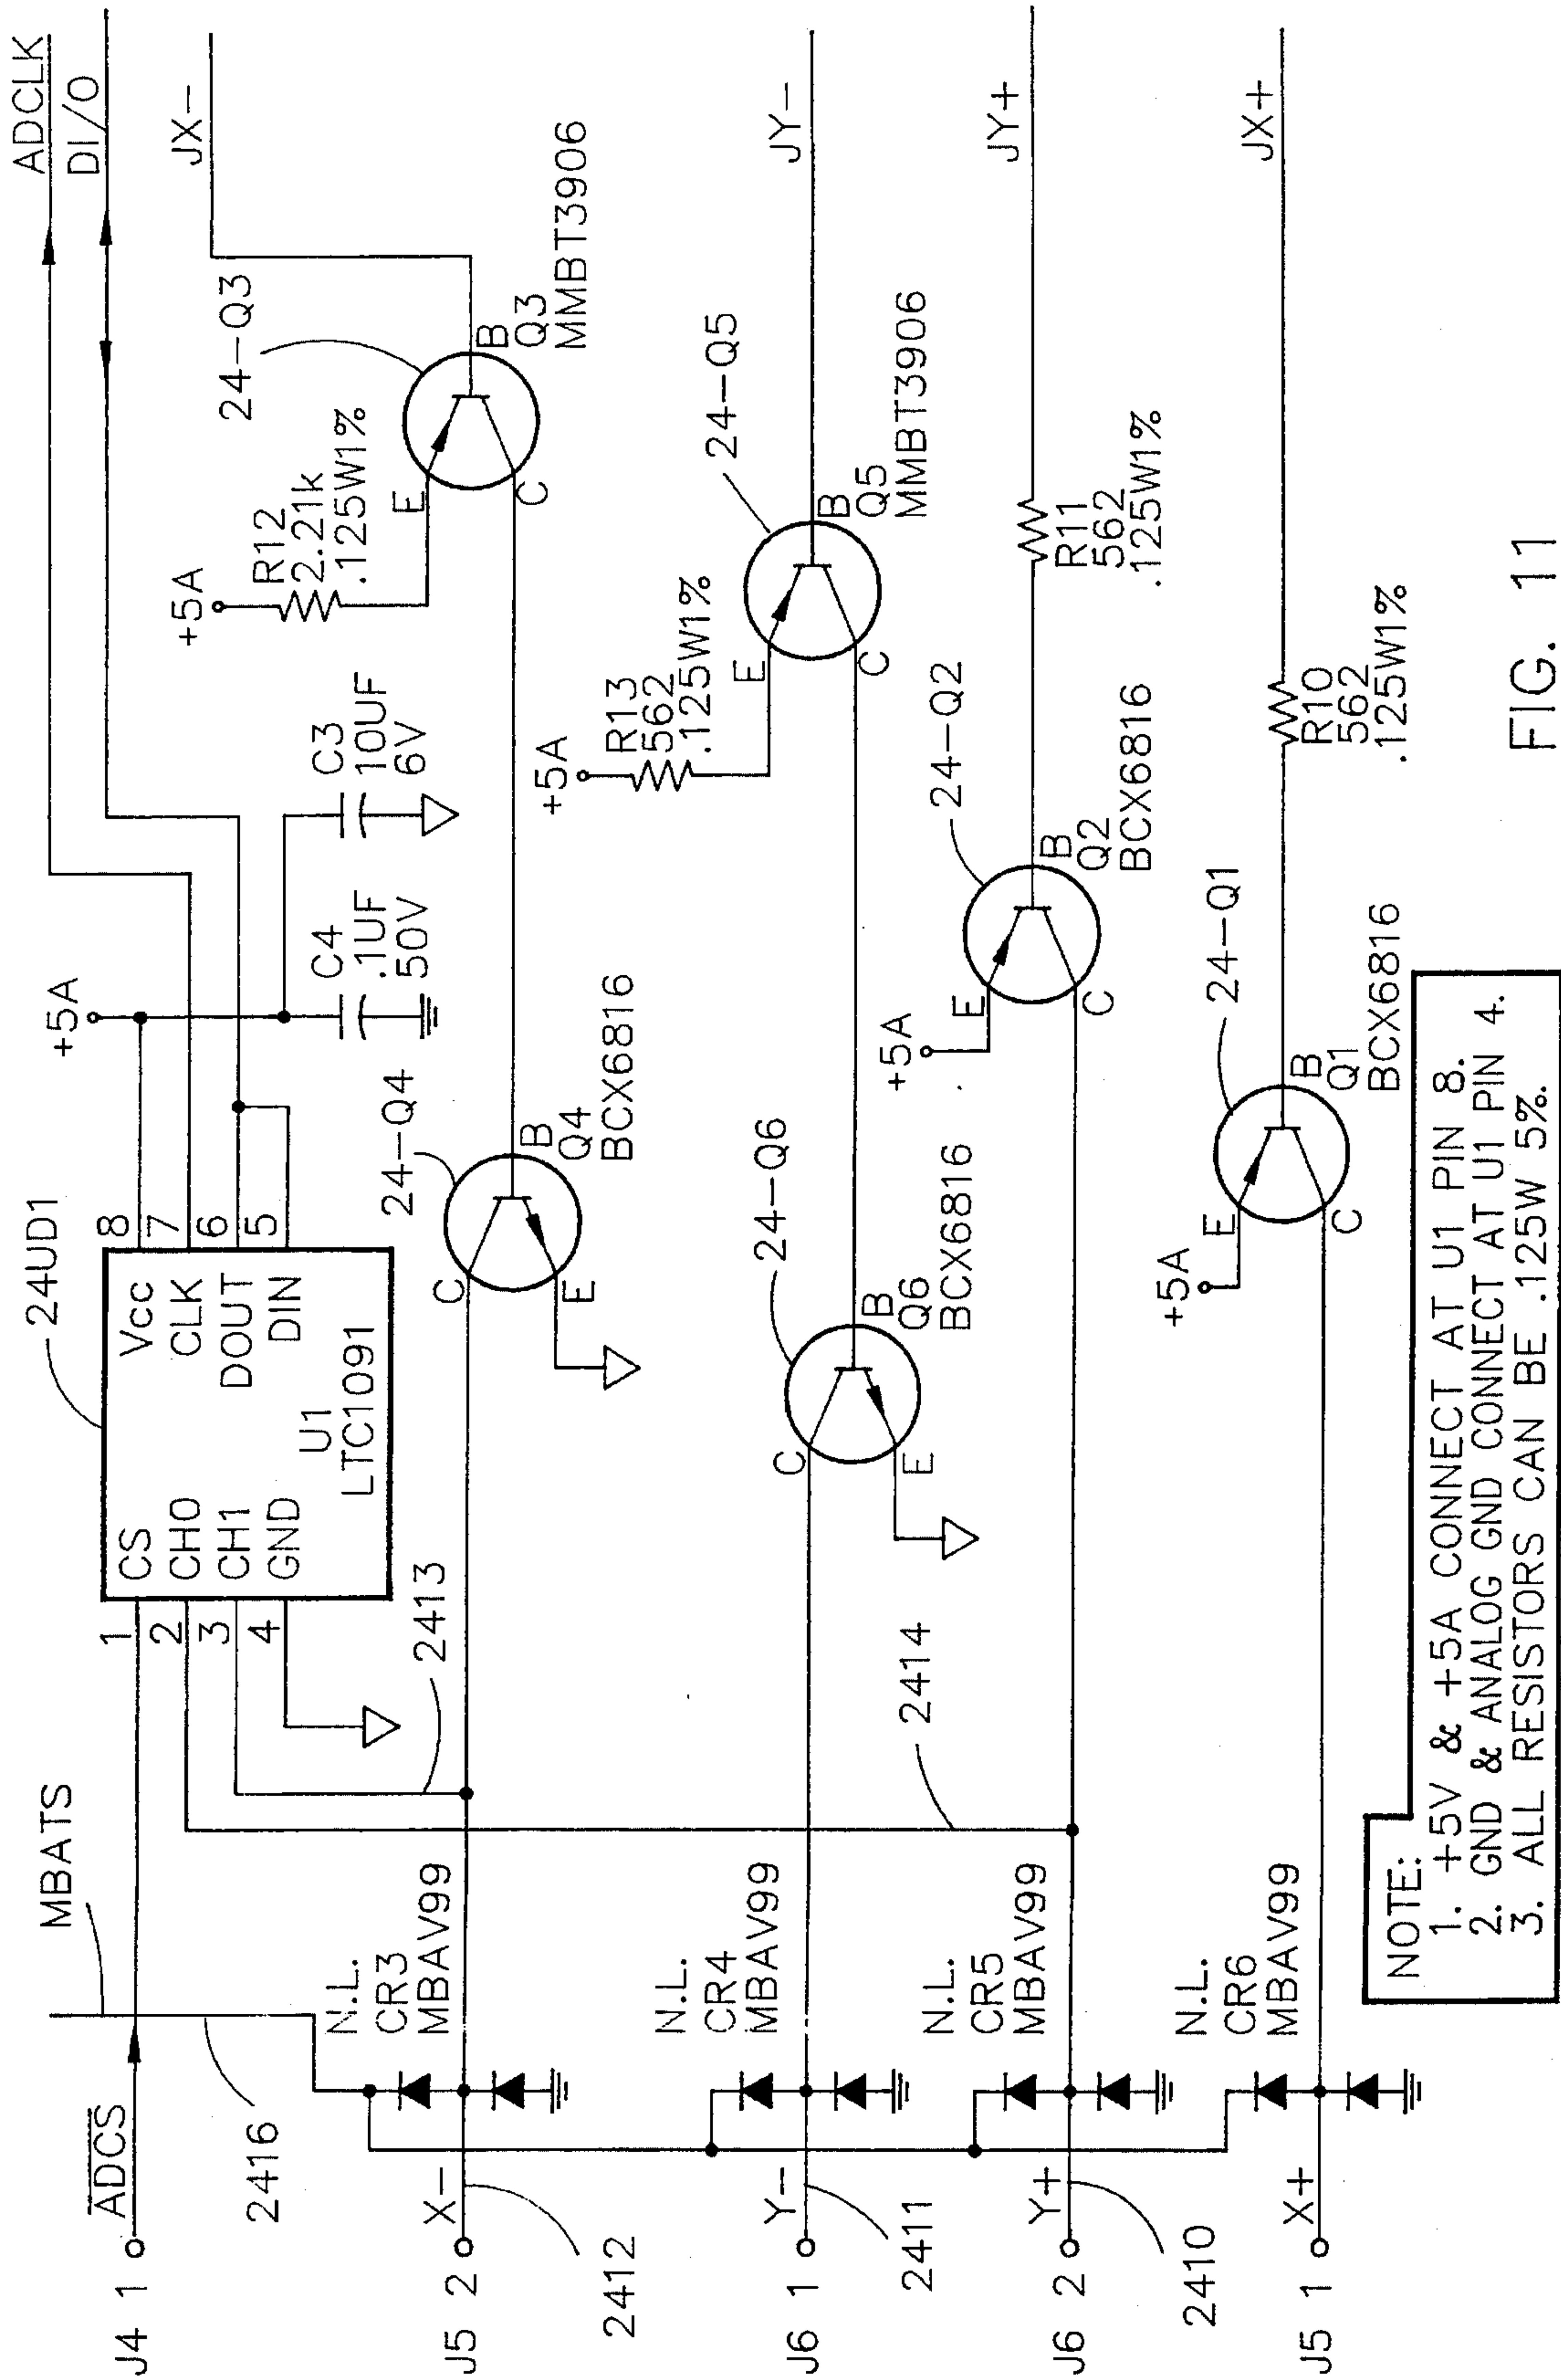 J4 1
ADCS
2416
MBATS
24UD1
1
2
3
4
CS
CH0
CH1
GND
Vcc
CLK
DOUT
DIN
U1
LTC1091
8
7
6
5
+5A
C4
.1UF
50V
C3
10UF
6V
ADCLK
DI/O
JX-
J5 2
X-
2412
N.L.
CR3
MBAV99
2413
C
E
B
Q4
BCX6816
24-Q4
+5A
R12
2.21k
.125W1%
E
C
B
Q3
MMBT3906
24-Q3
J6 1
Y-
2411
N.L.
CR4
MBAV99
2414
C
E
B
Q6
BCX6816
24-Q6
+5A
R13
562
.125W1%
E
C
B
Q5
MMBT3906
24-Q5
JY-
J6 2
Y+
2410
N.L.
CR5
MBAV99
+5A
E
C
B
Q2
BCX6816
24-Q2
R11
562
.125W1%
JY+
J5 1
X+
N.L.
CR6
MBAV99
+5A
E
C
B
Q1
BCX6816
24-Q1
R10
562
.125W1%
JX+
NOTE:
1. +5V & +5A CONNECT AT U1 PIN 8.
2. GND & ANALOG GND CONNECT AT U1 PIN 4.
3. ALL RESISTORS CAN BE .125W 5%.
FIG. 11